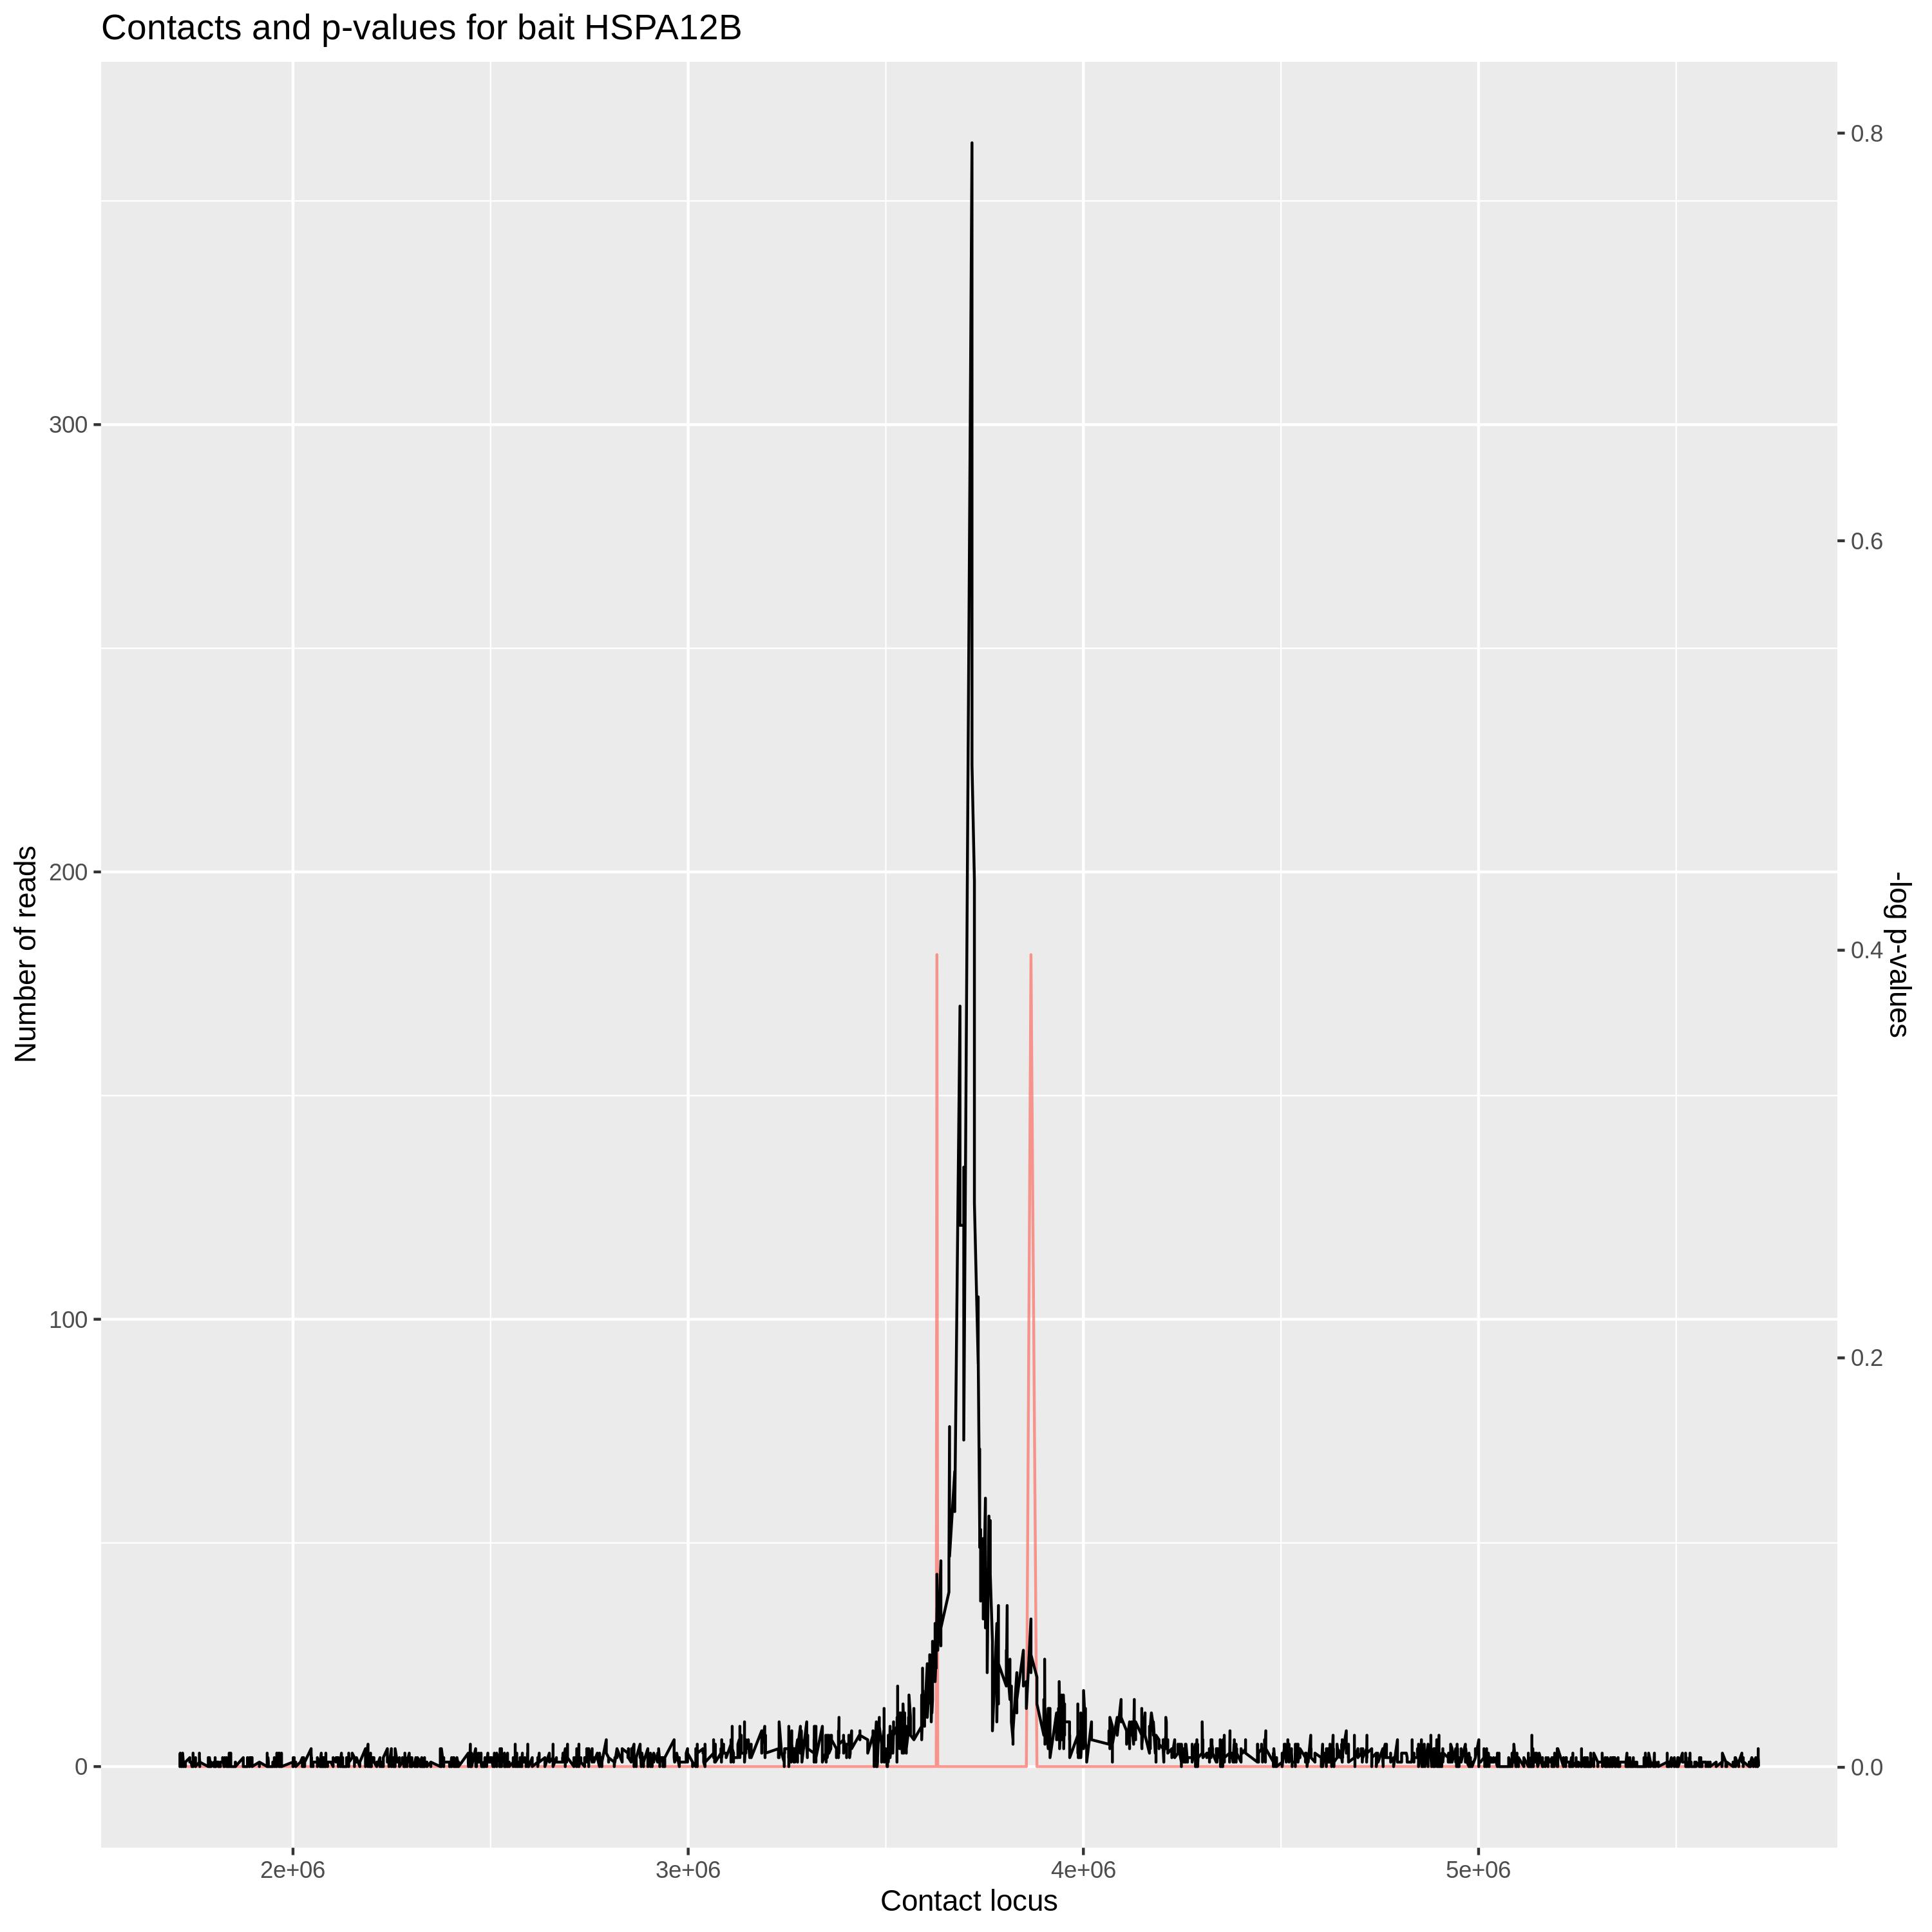 Contacts and p-values for bait HSPA12B
Number of reads
300
200
100
0
0.8
0.6
0.4
0.2
0.0
-log p-values
2e+06
3e+06
4e+06
5e+06
Contact locus